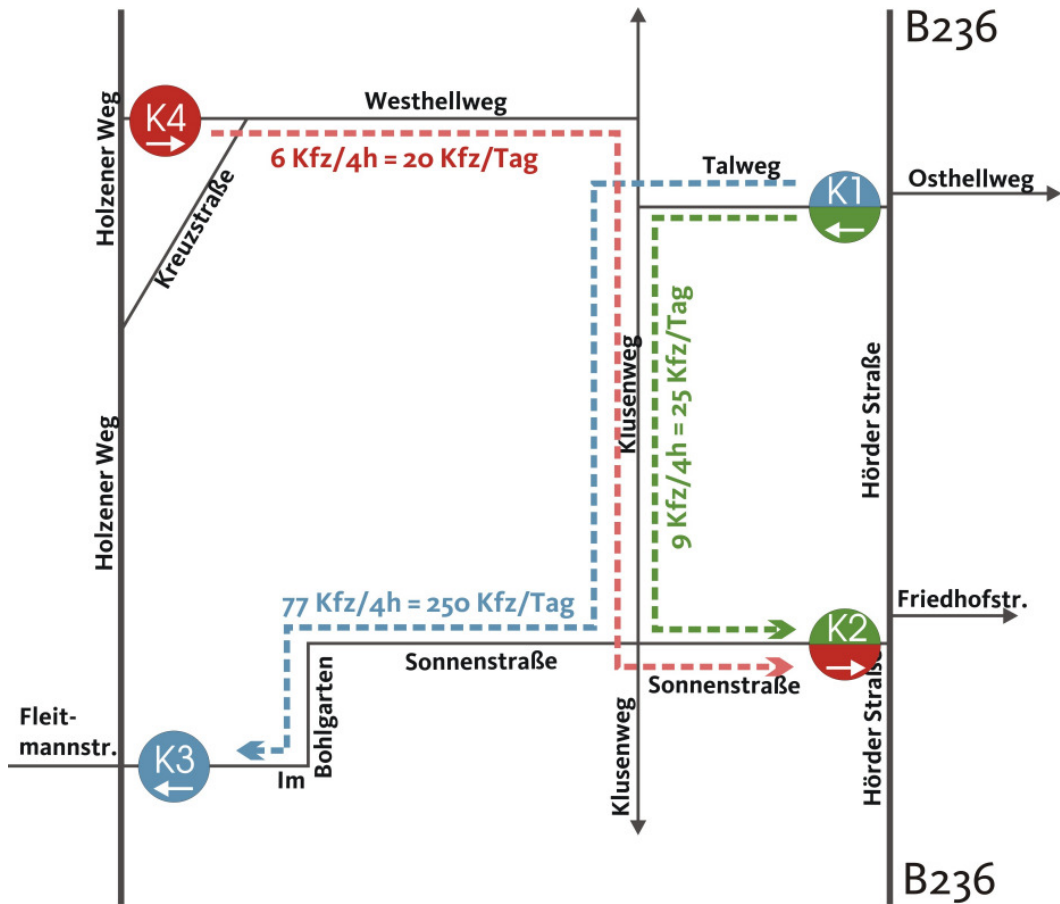 B236
Westhellweg
K4
Holzener Weg
6 Kfz/4h = 20 Kfz/Tag
Talweg
K1
Osthellweg
Kreuzstraße
Klusenweg
9 Kfz/4h = 25 Kfz/Tag
Hörder Straße
Holzener Weg
77 Kfz/4h = 250 Kfz/Tag
Friedhofstr.
K2
Sonnenstraße
Sonnenstraße
Fleit-
mannstr.
K3
Im
Bohlgarten
Klusenweg
Hörder Straße
B236